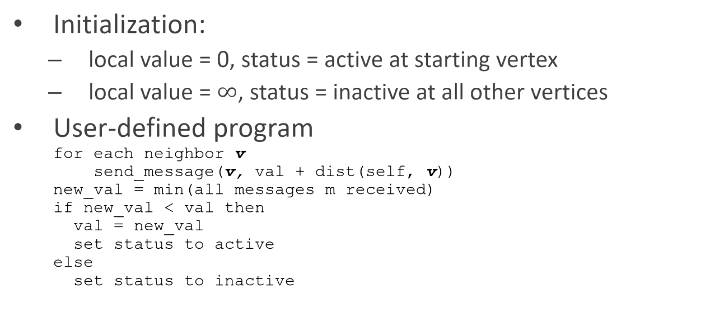 • Initialization:
– local value = 0, status = active at starting vertex
– local value = ∞, status = inactive at all other vertices
• User-defined program
for each neighbor v
    send_message(v, val + dist(self, v))
new_val = min(all messages m received)
if new_val < val then
  val = new_val
  set status to active
else
  set status to inactive